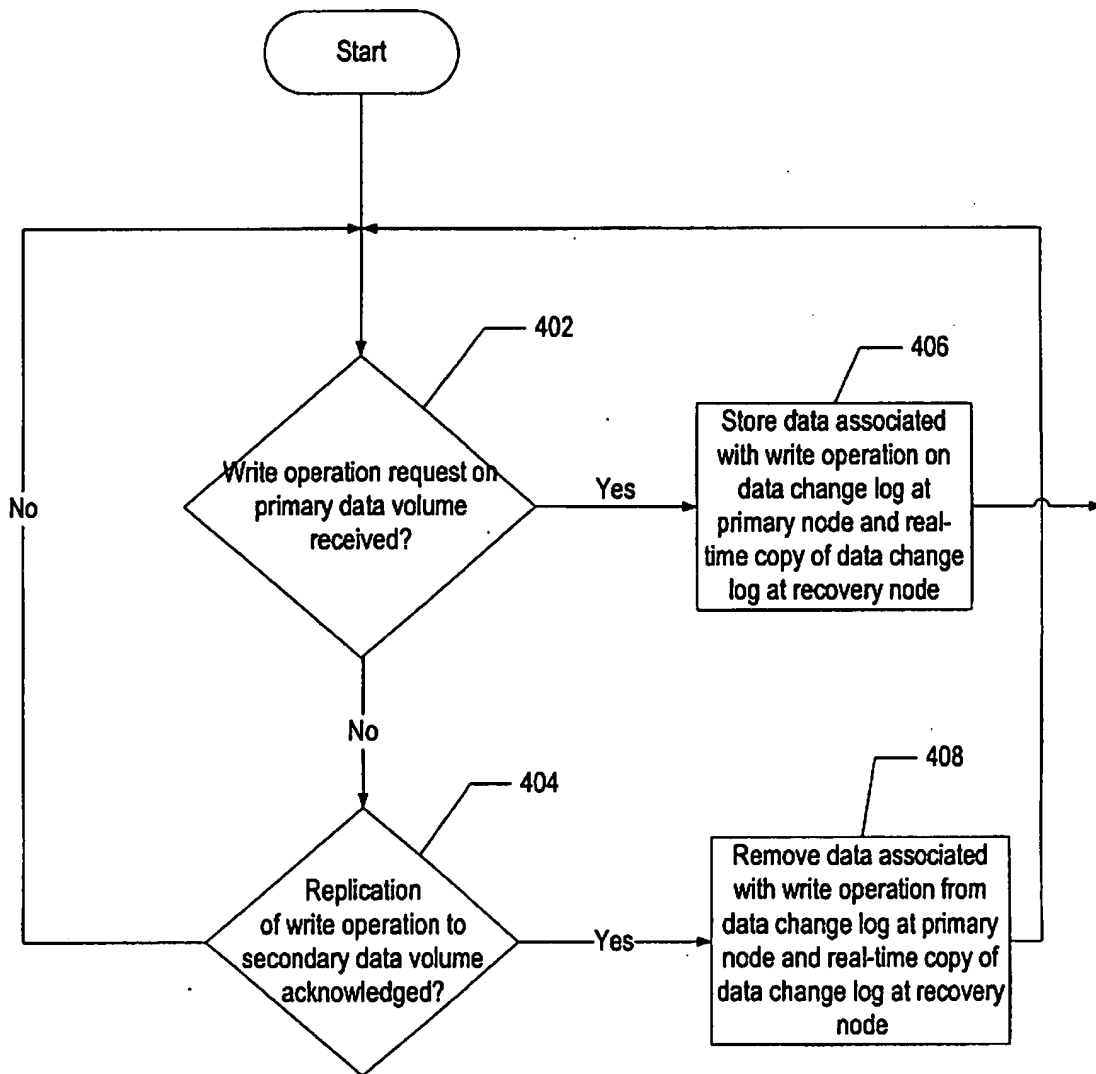 Start
402
406
Write operation request on
primary data volume
received?
Yes
Store data associated
with write operation on
data change log at
primary node and real-
time copy of data change
log at recovery node
No
No
404
408
Replication
of write operation to
secondary data volume
acknowledged?
Yes
Remove data associated
with write operation from
data change log at primary
node and real-time copy of
data change log at recovery
node